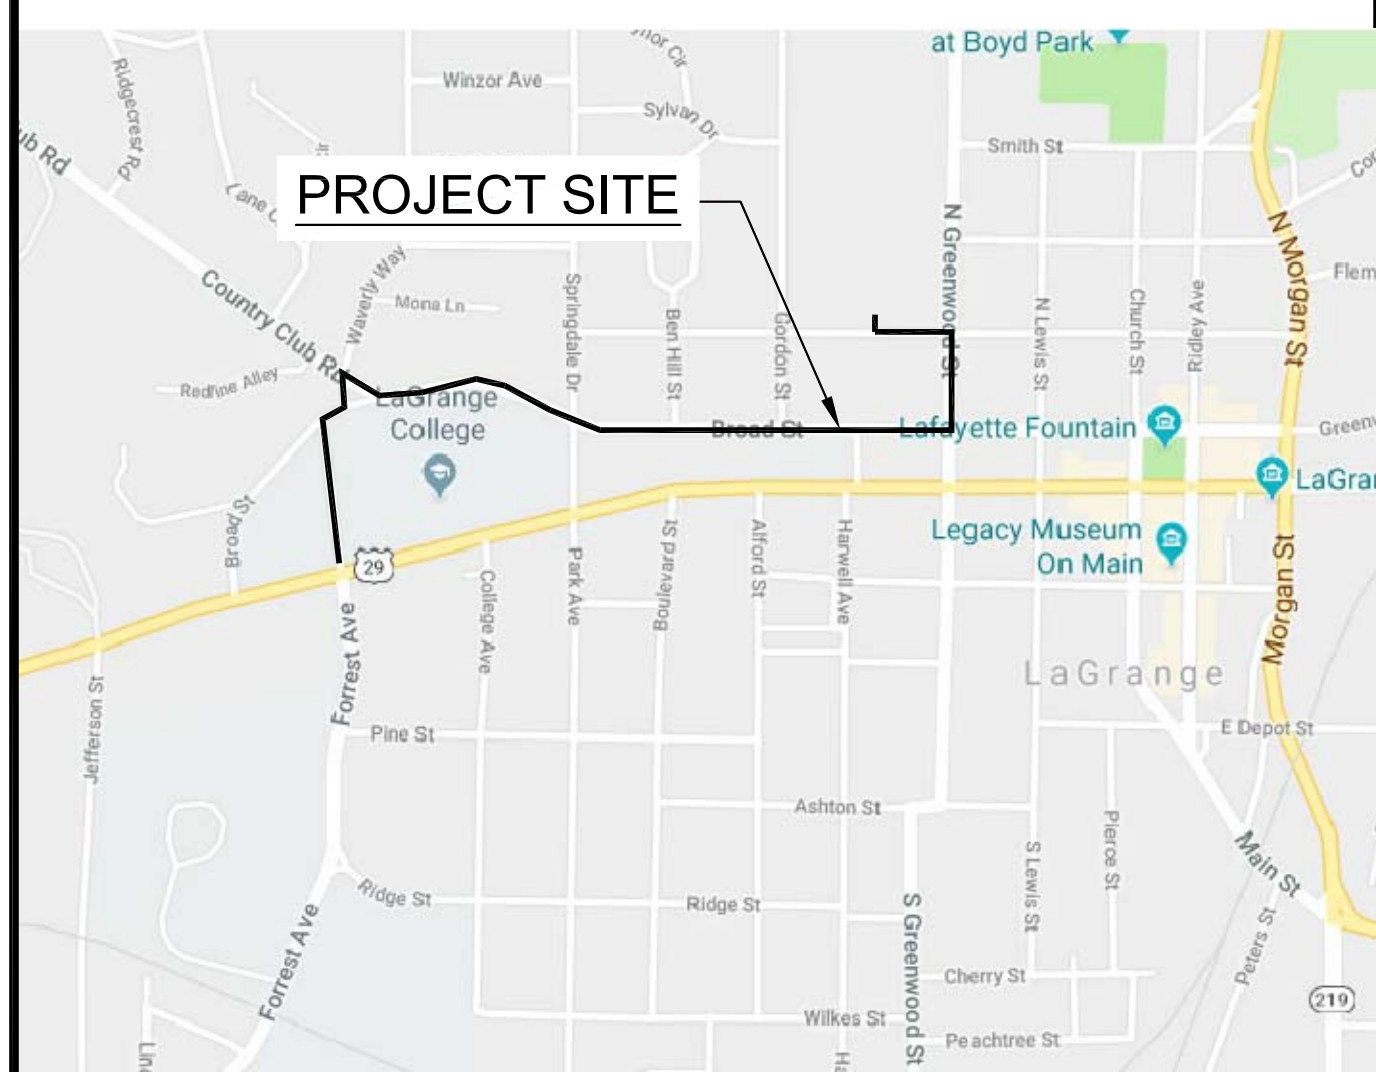 at Boyd Park
Winzor Ave
Ridgecrest Rd
Sylvan Dr
Smith St
PROJECT SITE
N Greenwood St
N Morgan St
Country Club Rd
Waverly Way
Mona Ln
Springdale Dr
Ben Hill St
Gordon St
N Lewis St
Church St
Ridley Ave
Redfine Alley
LaGrange
College
Broad St
Lafayette Fountain
Broad St
29
Boulevard St
Alford St
Harwell Ave
Legacy Museum
On Main
Morgan St
Park Ave
College Ave
Forrest Ave
LaGrange
Jefferson St
Pine St
E Depot St
Ashton St
Pierce St
Main St
S Lewis St
Ridge St
Ridge St
S Greenwood St
Peters St
Forrest Ave
Cherry St
219
Wilkes St
Peachtree St